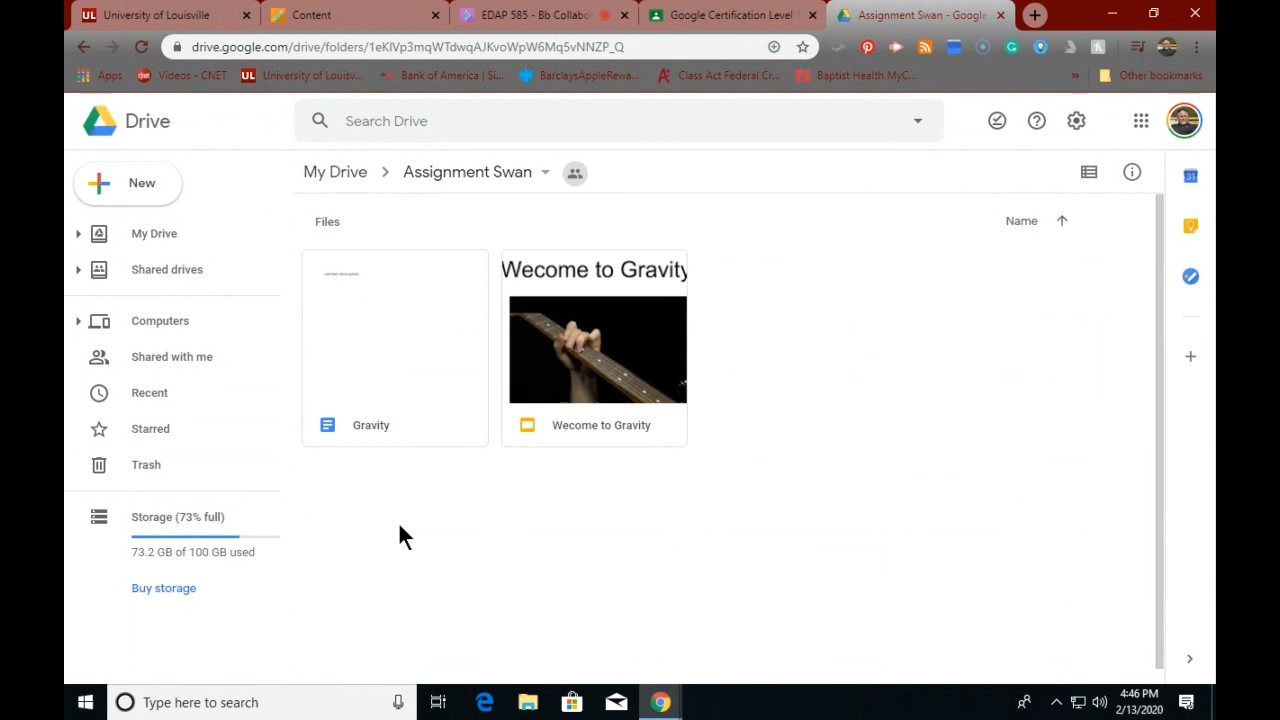 University of Louisville
Content
EDAP 585 - Bb Collabo
Google Certification Level
Assignment Swan - Google
drive.google.com/drive/folders/1eKlVp3mqWTdwqAJKvoWpW6Mq5vNNZP_Q
Apps
Videos - CNET
University of Louisv...
Bank of America | Si...
BarclaysAppleRewa...
Class Act Federal Cr...
Baptist Health MyC...
»
Other bookmarks
Drive
Search Drive
New
My Drive > Assignment Swan
Files
Name
My Drive
Shared drives
Computers
Shared with me
Recent
Starred
Trash
Storage (73% full)
73.2 GB of 100 GB used
Buy storage
Gravity
Wecome to Gravity
Wecome to Gravity
31
Type here to search
4:46 PM
2/13/2020